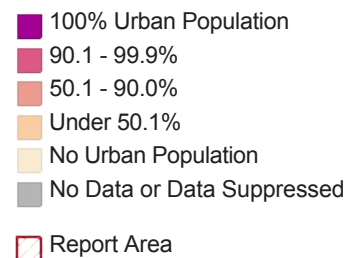 100% Urban Population
90.1 - 99.9%
50.1 - 90.0%
Under 50.1%
No Urban Population
No Data or Data Suppressed
Report Area